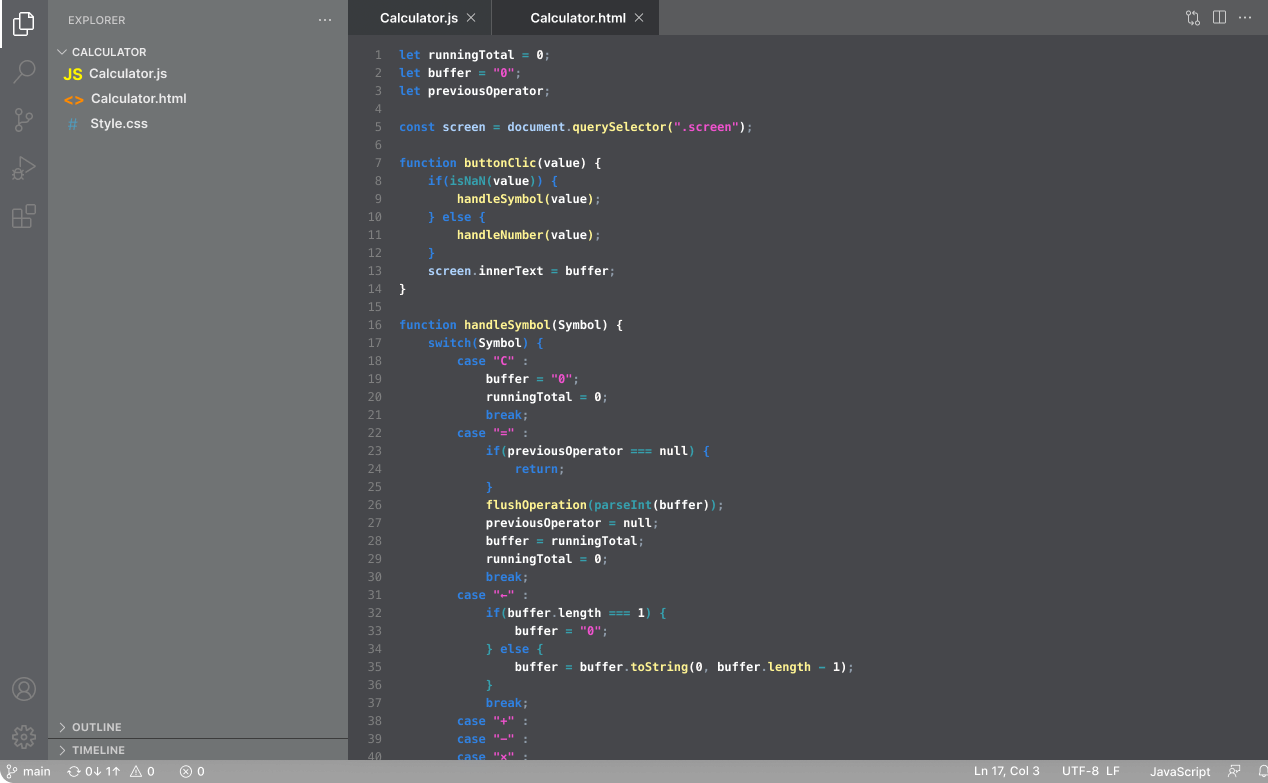 EXPLORER
CALCULATOR
JS Calculator.js
<> Calculator.html
# Style.css
OUTLINE
TIMELINE
Calculator.js
Calculator.html
1 let runningTotal = 0;
2 let buffer = "0";
3 let previousOperator;
4
5 const screen = document.querySelector(".screen");
6
7 function buttonClic(value) {
8 if(isNaN(value)) {
9 handleSymbol(value);
10 } else {
11 handleNumber(value);
12 }
13 screen.innerText = buffer;
14 }
15
16 function handleSymbol(Symbol) {
17 switch(Symbol) {
18 case "C" :
19 buffer = "0";
20 runningTotal = 0;
21 break;
22 case "=" :
23 if(previousOperator === null) {
24 return;
25 }
26 flushOperation(parseInt(buffer));
27 previousOperator = null;
28 buffer = runningTotal;
29 runningTotal = 0;
30 break;
31 case "←" :
32 if(buffer.length === 1) {
33 buffer = "0";
34 } else {
35 buffer = buffer.toString(0, buffer.length - 1);
36 }
37 break;
38 case "+" :
39 case "−" :
40 case "×" :
main 0↓ 1↑ 0 0 Ln 17, Col 3 UTF-8 LF JavaScript